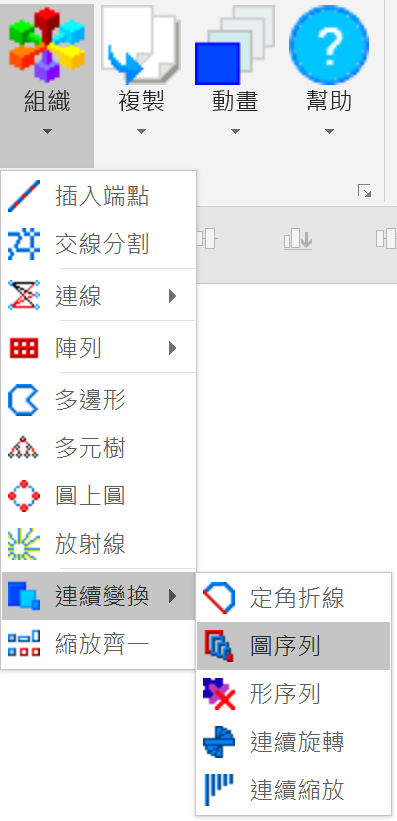 組織
複製
動畫
幫助
?
插入端點
交線分割
連線
陣列
多邊形
多元樹
圓上圓
放射線
連續變換
縮放齊一
定角折線
圖序列
形序列
連續旋轉
連續縮放